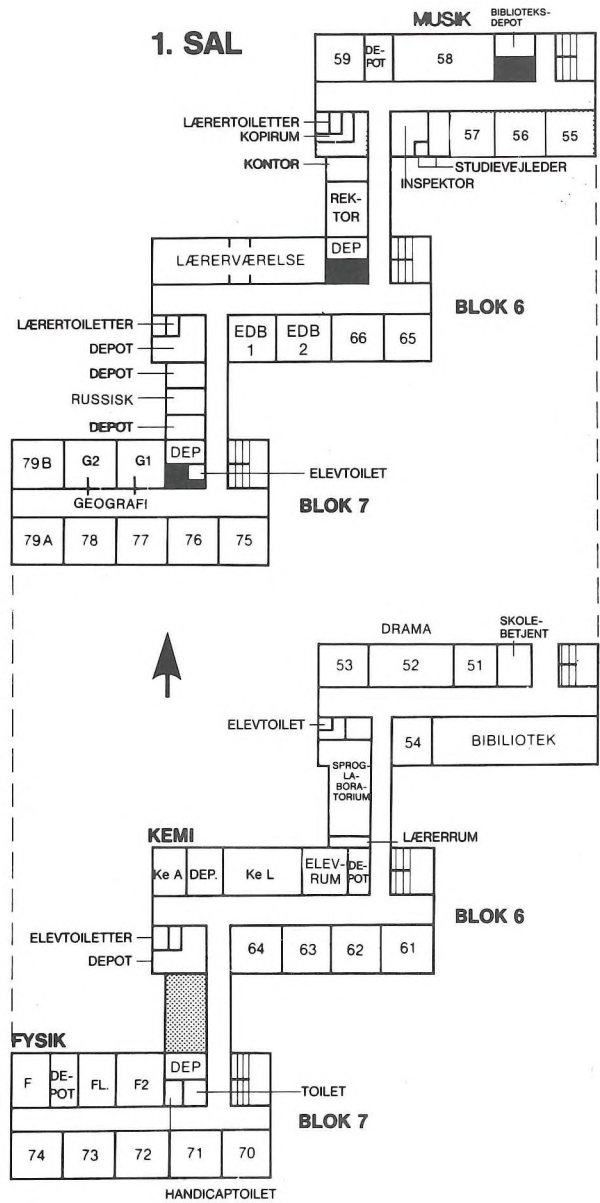 MUSIK
BIBLIOTEKS-
DEPOT
1. SAL
59
DE-
POT
58
LÆRERTOILETTER
KOPIRUM
57
56
55
KONTOR
STUDIEVEJLEDER
INSPEKTOR
REK-
TOR
DEP
LÆRERVÆRELSE
BLOK 6
LÆRERTOILETTER
EDB
1
EDB
2
66
65
DEPOT
DEPOT
RUSSISK
DEPOT
79B
G2
G1
DEP
ELEVTOILET
GEOGRAFI
BLOK 7
79A
78
77
76
75
DRAMA
SKOLE-
BETJENT
53
52
51
ELEVTOILET
54
BIBILIOTEK
SPROG-
LA-
BORA-
TORIUM
KEMI
LÆRERRUM
Ke A
DEP.
Ke L
ELEV-
RUM
DE-
POT
BLOK 6
ELEVTOILETTER
DEPOT
64
63
62
61
FYSIK
F
DE-
POT
FL.
F2
DEP
TOILET
BLOK 7
74
73
72
71
70
HANDICAPTOILET